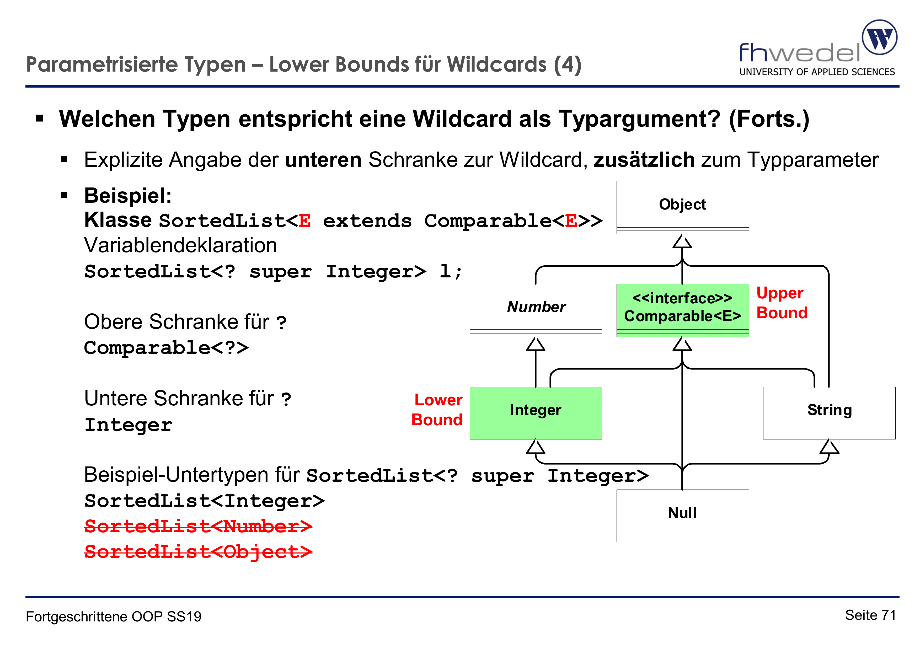 fhwedel
UNIVERSITY OF APPLIED SCIENCES
W
Parametrisierte Typen – Lower Bounds für Wildcards (4)
▪ Welchen Typen entspricht eine Wildcard als Typargument? (Forts.)
▪ Explizite Angabe der unteren Schranke zur Wildcard, zusätzlich zum Typparameter
▪ Beispiel:
Klasse SortedList<E extends Comparable<E>>
Variablendeklaration
SortedList<? super Integer> l;
Obere Schranke für ?
Comparable<?>
Untere Schranke für ?
Integer
Beispiel-Untertypen für SortedList<? super Integer>
SortedList<Integer>
SortedList<Number>
SortedList<Object>
Object
Number
<<interface>>
Comparable<E>
Upper
Bound
Lower
Bound
Integer
String
Null
Fortgeschrittene OOP SS19
Seite 71